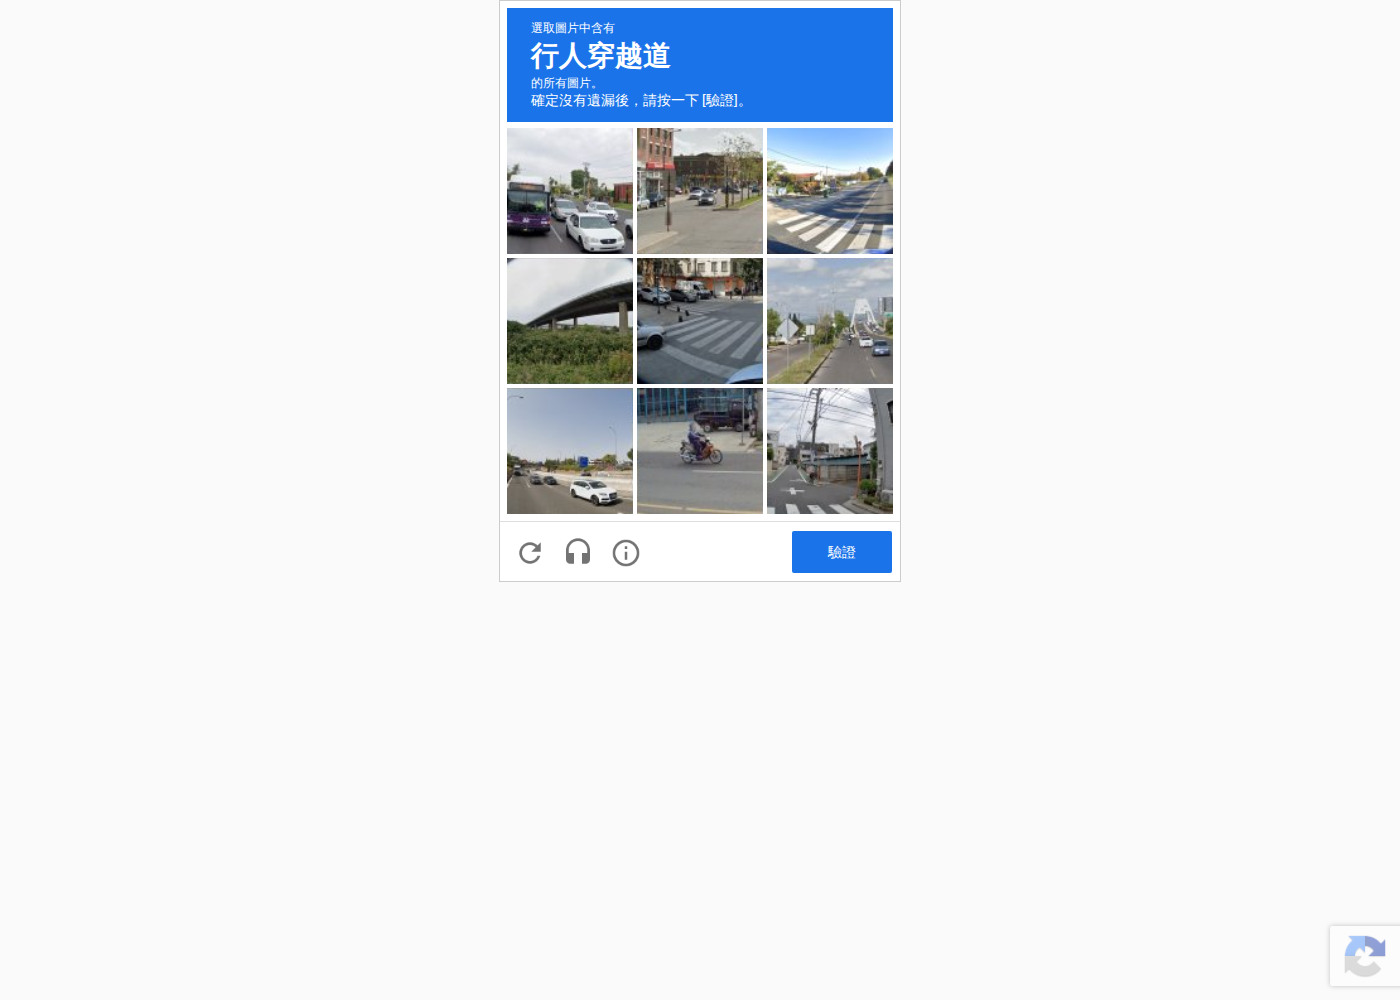 選取圖片中含有
行人穿越道
的所有圖片。
確定沒有遺漏後，請按一下 [驗證]。
驗證